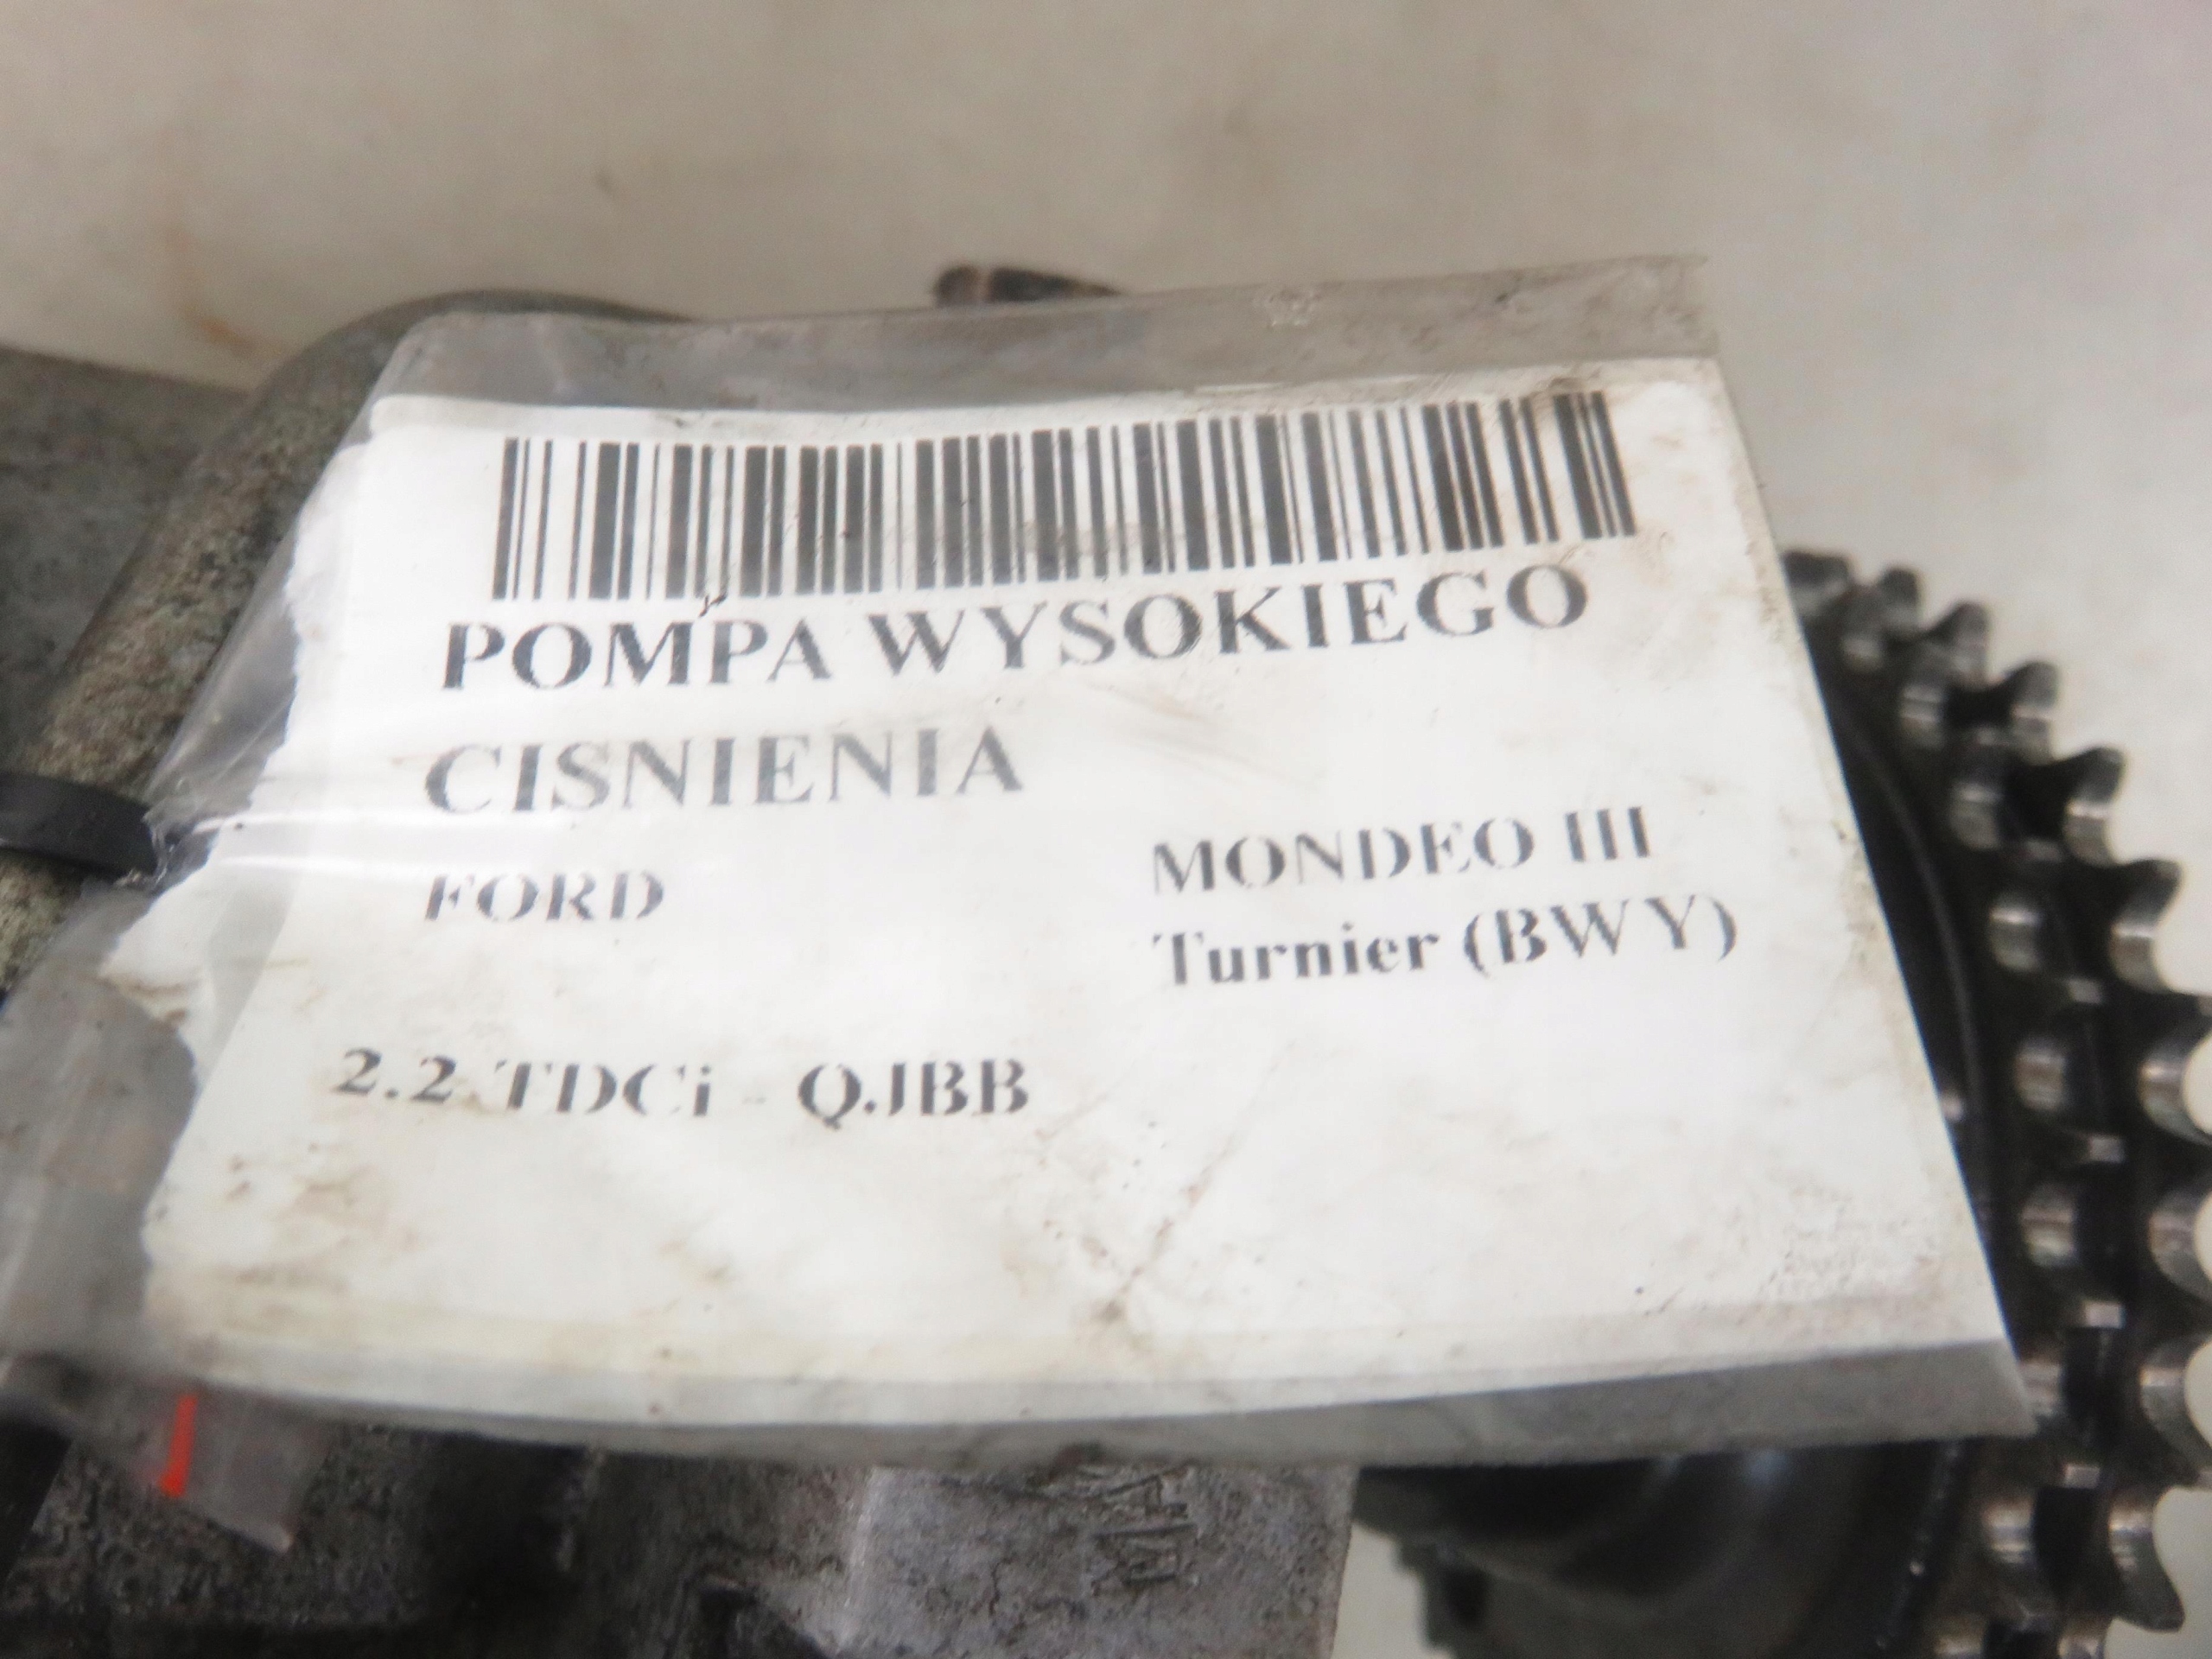 POMPA WYSOKIEGO
CISNIENIA
FORD
MONDEO III
Turnier (BWY)
2.2 TDCi - QJBB